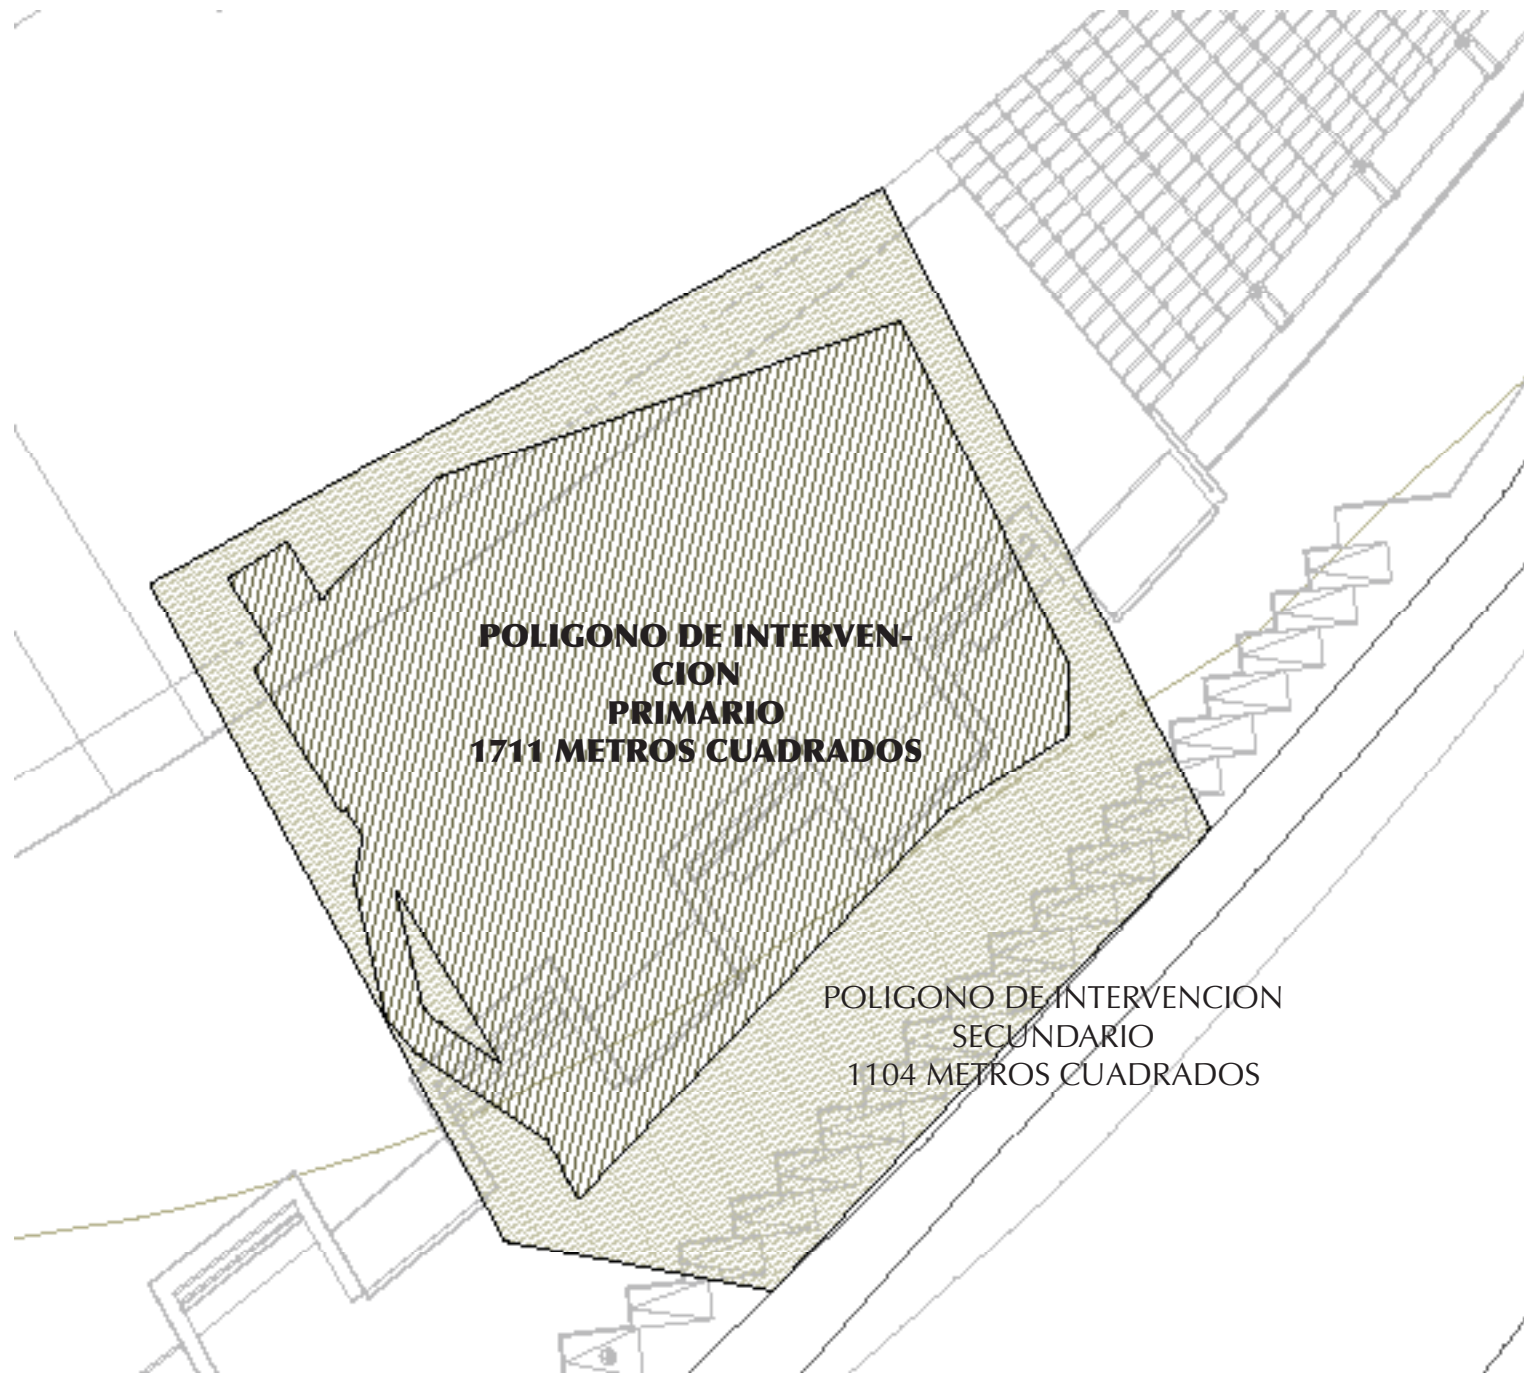 POLIGONO DE INTERVEN-
CION
PRIMARIO
1711 METROS CUADRADOS
POLIGONO DE INTERVENCION
SECUNDARIO
1104 METROS CUADRADOS